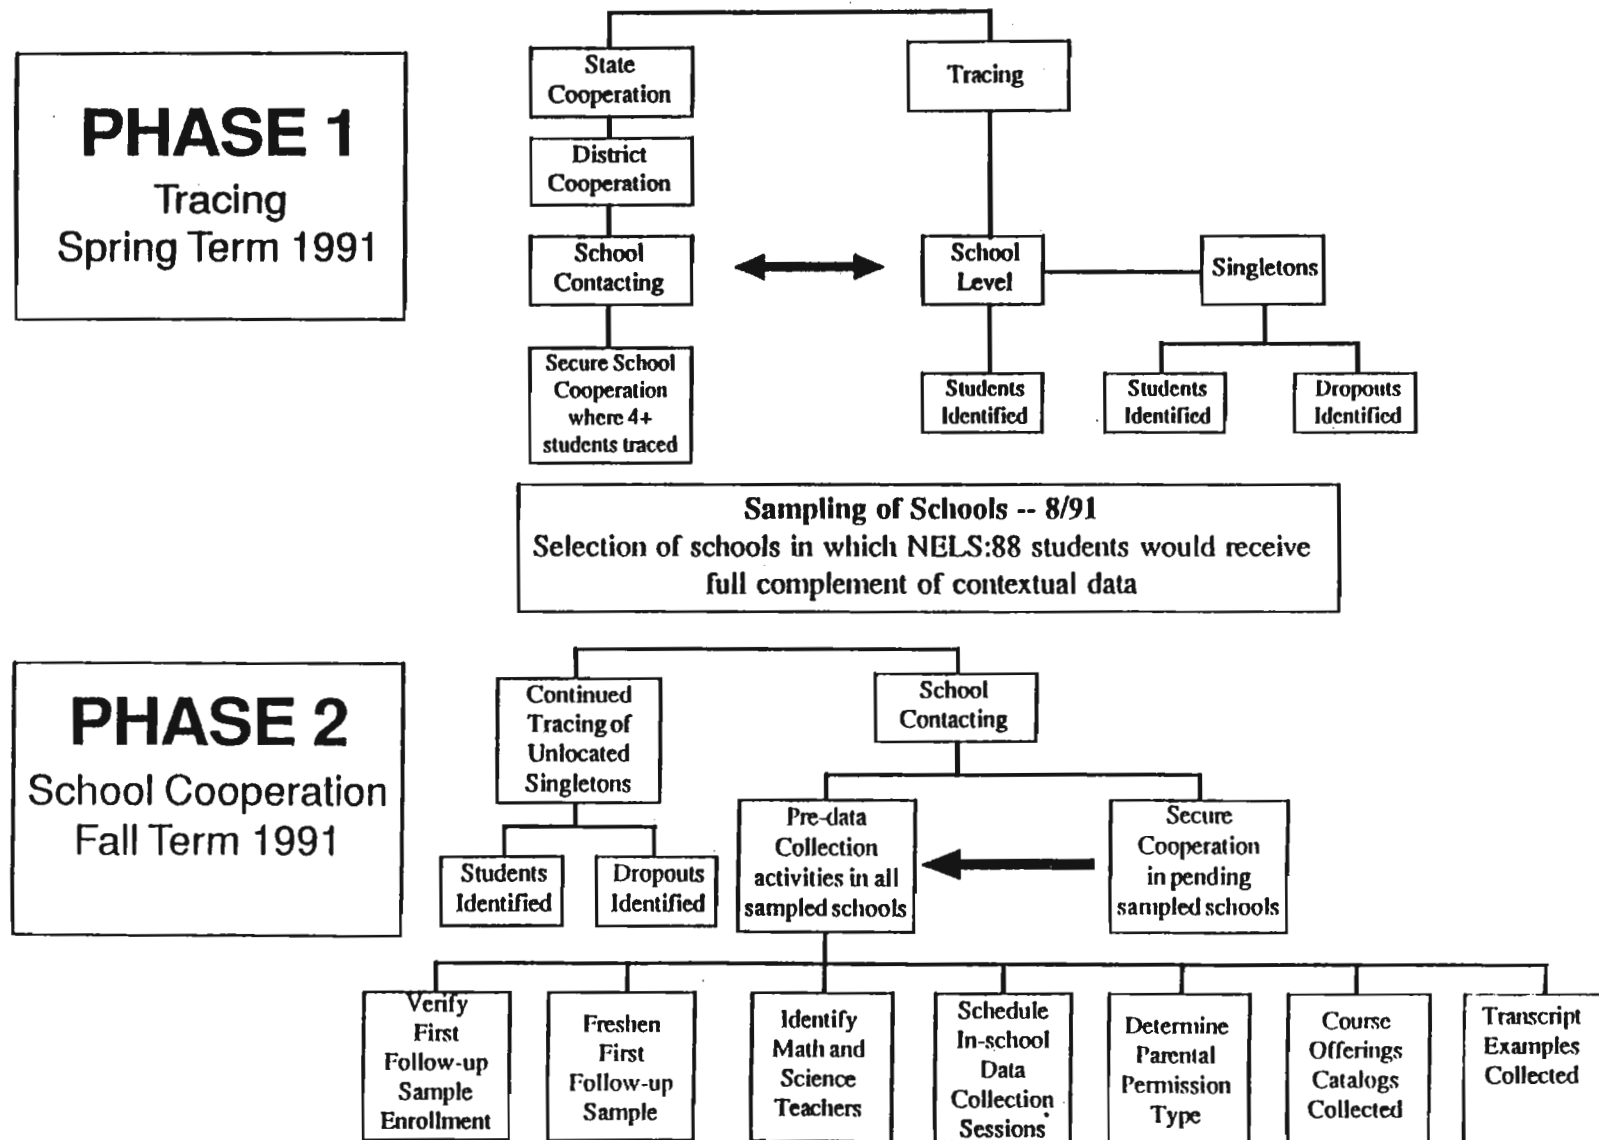 PHASE 1
Tracing
Spring Term 1991
State
Cooperation
Tracing
District
Cooperation
School
Contacting
School
Level
Singletons
Secure School
Cooperation
where 4+
students traced
Students
Identified
Students
Identified
Dropouts
Identified
Sampling of Schools -- 8/91
Selection of schools in which NELS:88 students would receive
full complement of contextual data
PHASE 2
School Cooperation
Fall Term 1991
Continued
Tracing of
Unlocated
Singletons
School
Contacting
Students
Identified
Dropouts
Identified
Pre-data
Collection
activities in all
sampled schools
Secure
Cooperation
in pending
sampled schools
Verify
First
Follow-up
Sample
Enrollment
Freshen
First
Follow-up
Sample
Identify
Math and
Science
Teachers
Schedule
In-school
Data
Collection
Sessions
Determine
Parental
Permission
Type
Course
Offerings
Catalogs
Collected
Transcript
Examples
Collected